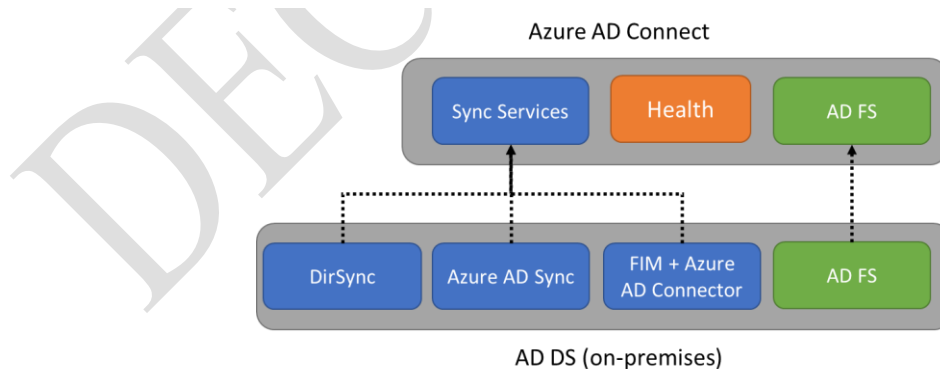 Azure AD Connect
Sync Services
Health
AD FS
DirSync
Azure AD Sync
FIM + Azure
AD Connector
AD FS
AD DS (on-premises)
DEC